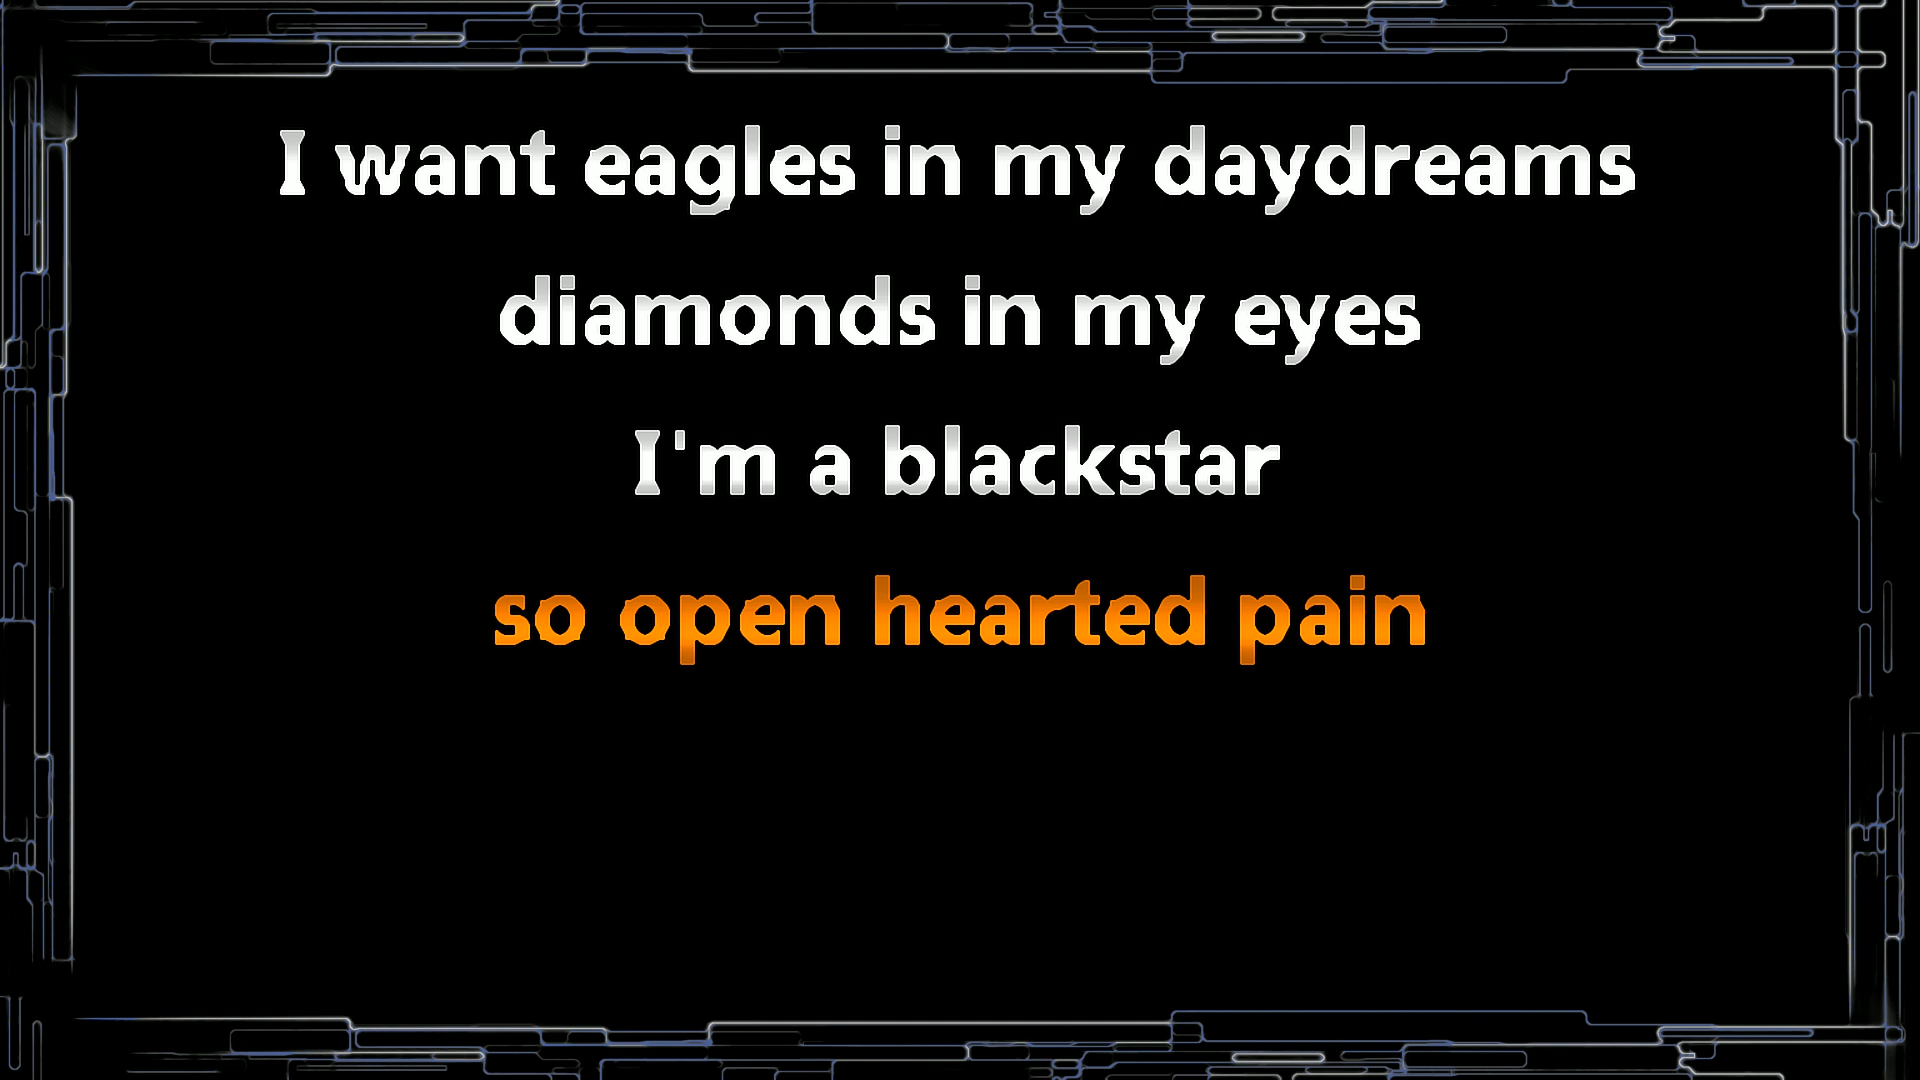 I want eagles in my daydreams
diamonds in my eyes
I'm a blackstar
so open hearted pain